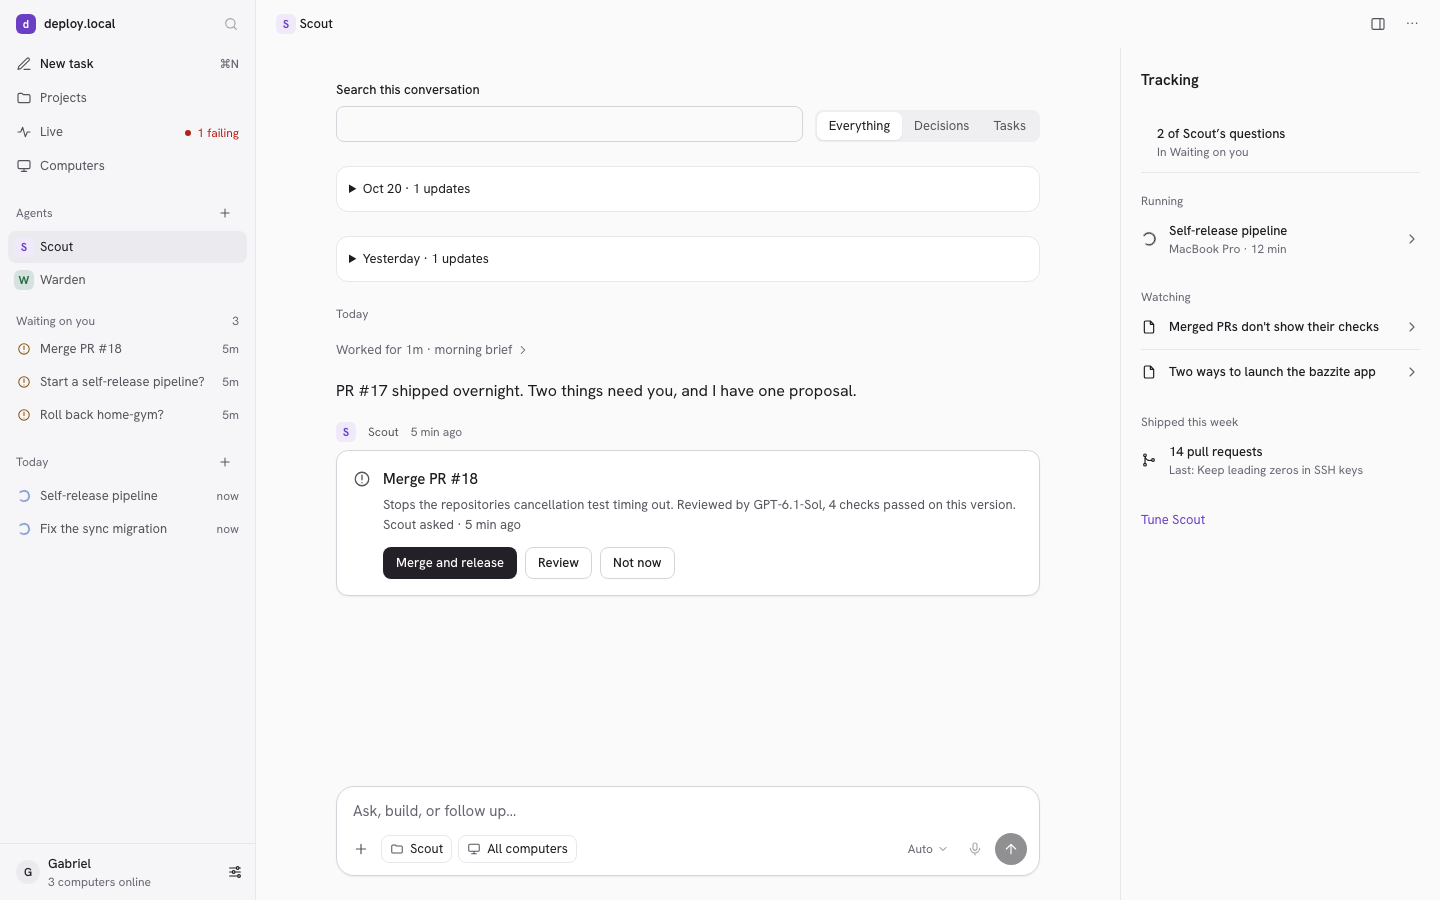 d deploy.local
New task ⌘N
Projects
Live 1 failing
Computers
Agents
S Scout
W Warden
Waiting on you 3
Merge PR #18 5m
Start a self-release pipeline? 5m
Roll back home-gym? 5m
Today
Self-release pipeline now
Fix the sync migration now
G Gabriel
3 computers online
S Scout
Search this conversation
Everything Decisions Tasks
Oct 20 · 1 updates
Yesterday · 1 updates
Today
Worked for 1m · morning brief
PR #17 shipped overnight. Two things need you, and I have one proposal.
S Scout 5 min ago
Merge PR #18
Stops the repositories cancellation test timing out. Reviewed by GPT-6.1-Sol, 4 checks passed on this version.
Scout asked · 5 min ago
Merge and release Review Not now
Ask, build, or follow up...
Scout All computers Auto
Tracking
2 of Scout’s questions
In Waiting on you
Running
Self-release pipeline
MacBook Pro · 12 min
Watching
Merged PRs don't show their checks
Two ways to launch the bazzite app
Shipped this week
14 pull requests
Last: Keep leading zeros in SSH keys
Tune Scout